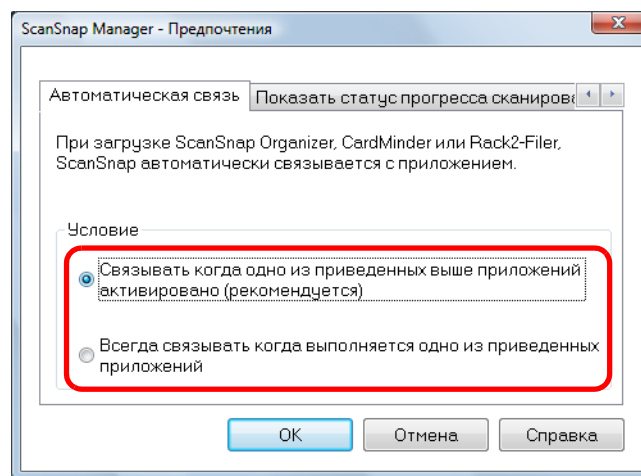 ScanSnap Manager - Предпочтения
Автоматическая связь
Показать статус прогресса сканирова
При загрузке ScanSnap Organizer, CardMinder или Rack2-Filer,
ScanSnap автоматически связывается с приложением.
Условие
Связывать когда одно из приведенных выше приложений
активировано (рекомендуется)
Всегда связывать когда выполняется одно из приведенных
приложений
OK
Отмена
Справка